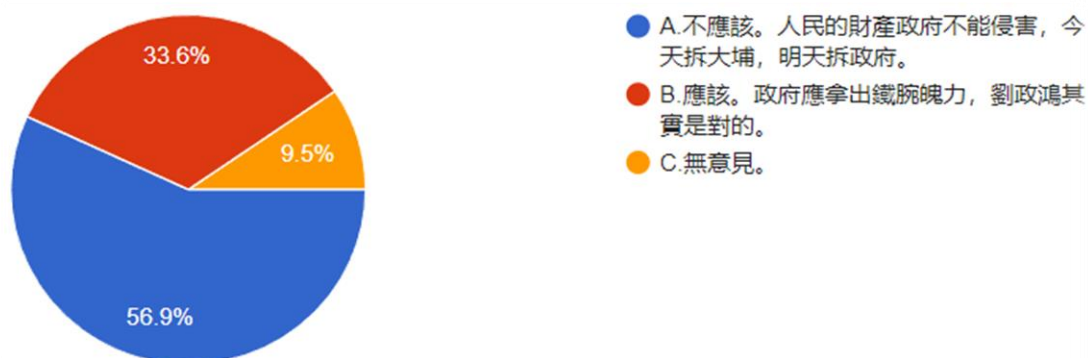 33.6%
9.5%
56.9%
A.不應該。人民的財產政府不能侵害，今
天拆大埔，明天拆政府。
B.應該。政府應拿出鐵腕魄力，劉政鴻其
實是對的。
C.無意見。